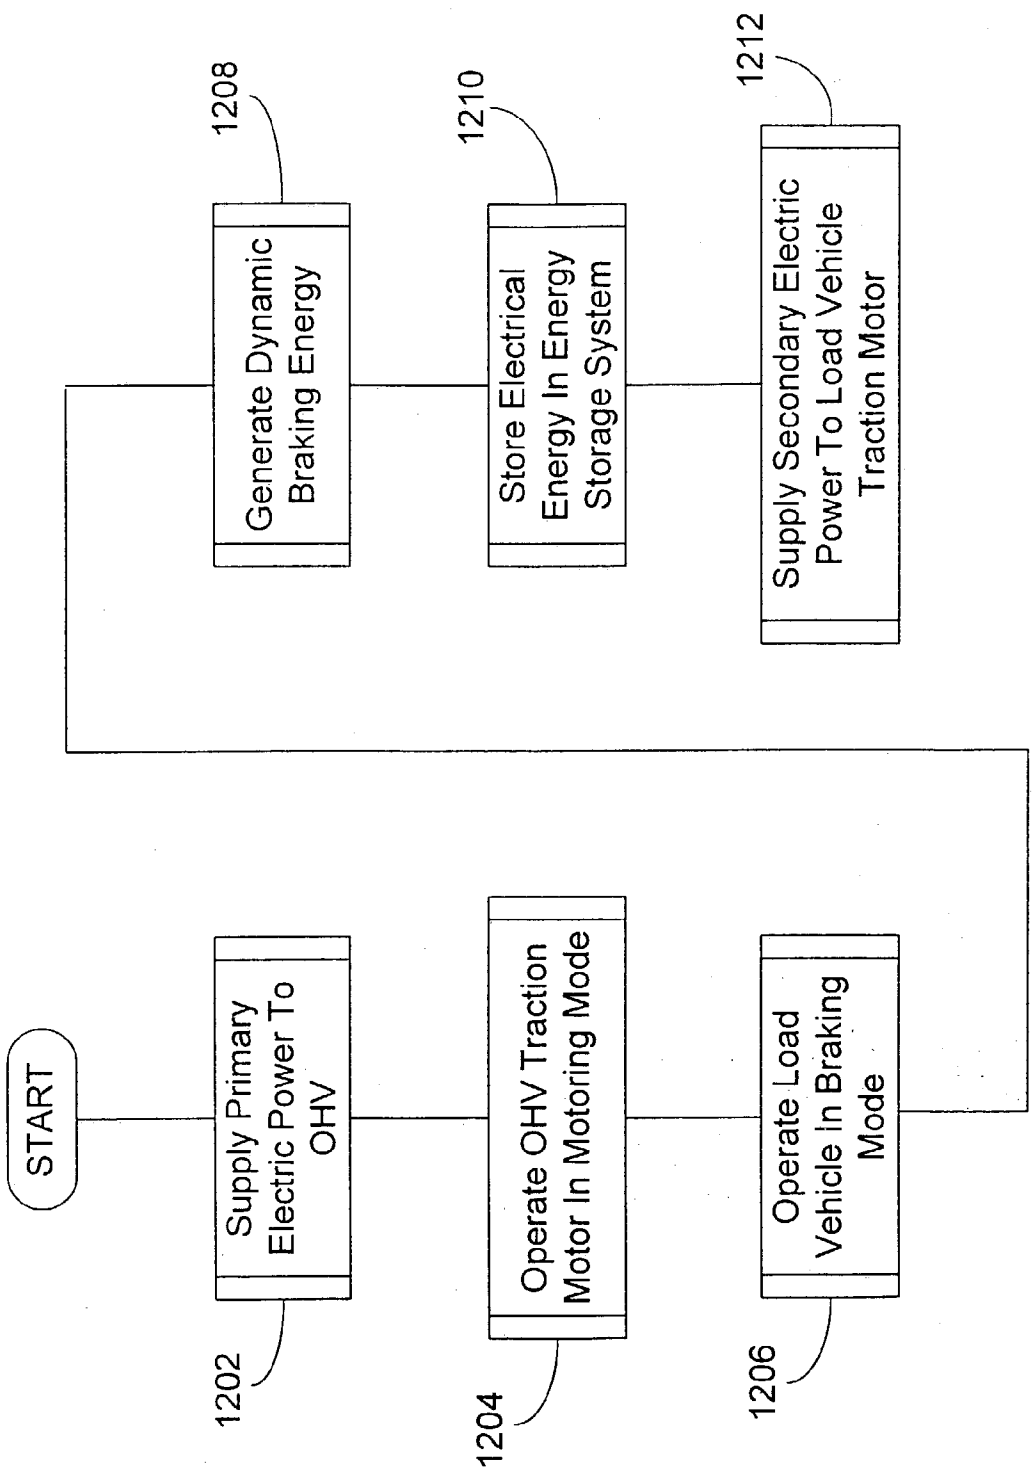 START
Supply Primary
Electric Power To
OHV
1202
Operate OHV Traction
Motor In Motoring Mode
1204
Operate Load
Vehicle In Braking
Mode
1206
Generate Dynamic
Braking Energy
1208
Store Electrical
Energy In Energy
Storage System
1210
Supply Secondary Electric
Power To Load Vehicle
Traction Motor
1212